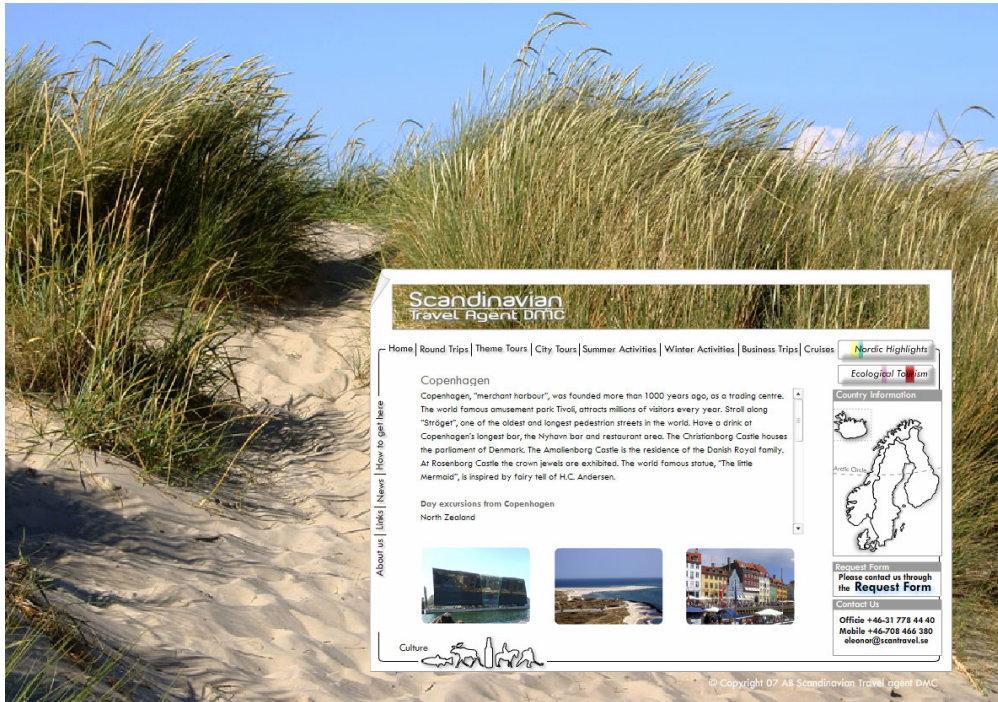 Scandinavian
Travel Agent DMC
Home | Round Trips | Theme Tours | City Tours | Summer Activities | Winter Activities | Business Trips | Cruises
Nordic Highlights
Ecological Tourism
About us | Links | News | How to get here
Copenhagen
Copenhagen, "merchant harbour", was founded more than 1000 years ago, as a trading centre.
The world famous amusement park Tivoli, attracts millions of visitors every year. Stroll along
"Ströget", one of the oldest and longest pedestrian streets in the world. Have a drink at
Copenhagen's longest bar, the Nyhavn bar and restaurant area. The Christianborg Castle houses
the parliament of Denmark. The Amalienborg Castle is the residence of the Danish Royal family.
At Rosenborg Castle the crown jewels are exhibited. The world famous statue, "The little
Mermaid", is inspired by fairy tell of H.C. Andersen.
Day excursions from Copenhagen
North Zealand
Country Information
Arctic Circle
Request Form
Please contact us through
the Request Form
Contact Us
Officie +46-31 778 44 40
Mobile +46-708 466 380
eleonor@scantravel.se
Culture
© Copyright 07 AB Scandinavian Travel agent DMC